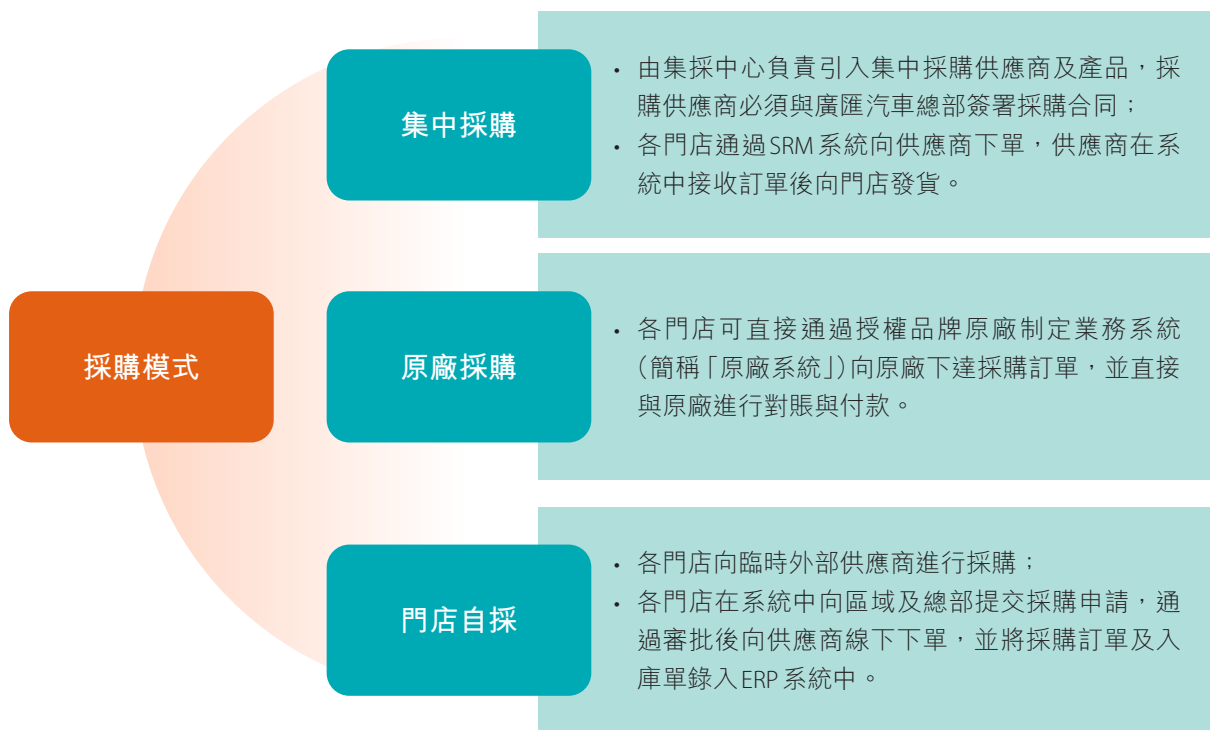 採購模式
集中採購
• 由集採中心負責引入集中採購供應商及產品，採
購供應商必須與廣匯汽車總部簽署採購合同；
• 各門店通過SRM系統向供應商下單，供應商在系
統中接收訂單後向門店發貨。
原廠採購
• 各門店可直接通過授權品牌原廠制定業務系統
（簡稱「原廠系統」）向原廠下達採購訂單，並直接
與原廠進行對賬與付款。
門店自採
• 各門店向臨時外部供應商進行採購；
• 各門店在系統中向區域及總部提交採購申請，通
過審批後向供應商線下下單，並將採購訂單及入
庫單錄入ERP系統中。